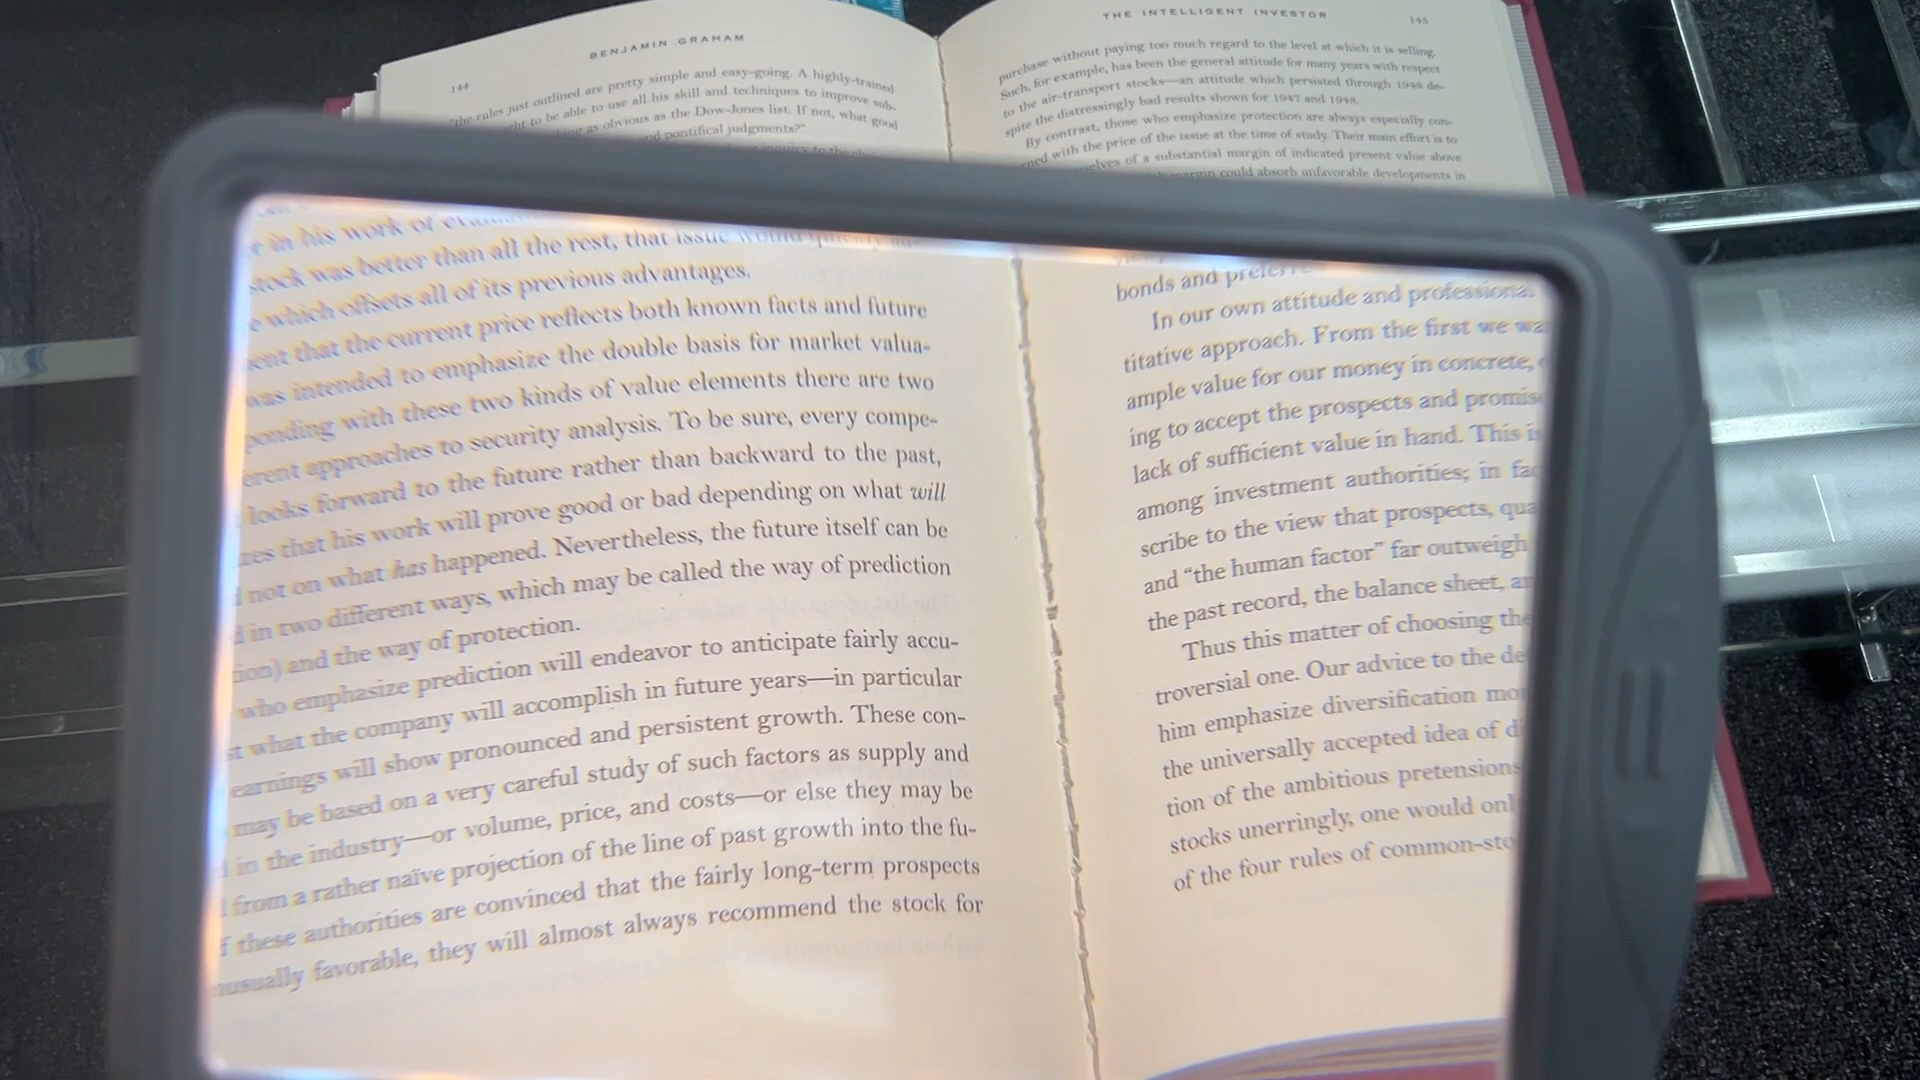 BENJAMIN GRAHAM
144
"the rules just outlined are pretty simple and easy-going. A highly-trained
to be able to use all his skill and techniques to improve sub-
as obvious as the Dow-Jones list. If not, what good
pontifical judgments?"
in his work of
stock was better than all the rest, that issue would quickly
which offsets all of its previous advantages.
that the current price reflects both known facts and future
was intended to emphasize the double basis for market valua-
ponding with these two kinds of value elements there are two
erent approaches to security analysis. To be sure, every compe-
looks forward to the future rather than backward to the past,
zes that his work will prove good or bad depending on what will
not on what has happened. Nevertheless, the future itself can be
in two different ways, which may be called the way of prediction
tion) and the way of protection.
who emphasize prediction will endeavor to anticipate fairly accu-
st what the company will accomplish in future years—in particular
earnings will show pronounced and persistent growth. These con-
may be based on a very careful study of such factors as supply and
in the industry—or volume, price, and costs—or else they may be
from a rather naïve projection of the line of past growth into the fu-
f these authorities are convinced that the fairly long-term prospects
nusually favorable, they will almost always recommend the stock for
THE INTELLIGENT INVESTOR
145
purchase without paying too much regard to the level at which it is selling.
Such, for example, has been the general attitude for many years with respect
to the air-transport stocks—an attitude which persisted through 1948 de-
spite the distressingly bad results shown for 1947 and 1948.
By contrast, those who emphasize protection are always especially con-
rned with the price of the issue at the time of study. Their main effort is to
selves of a substantial margin of indicated present value above
margin could absorb unfavorable developments in
bonds and
In our own attitude and professional
titative approach. From the first we
ample value for our money in concrete,
ing to accept the prospects and promis
lack of sufficient value in hand. This
among investment authorities; in
scribe to the view that prospects, qua
and "the human factor" far outweigh
the past record, the balance sheet,
Thus this matter of choosing the
troversial one. Our advice to the de
him emphasize diversification
the universally accepted idea of
tion of the ambitious pretensions
stocks unerringly, one would
of the four rules of common-sto